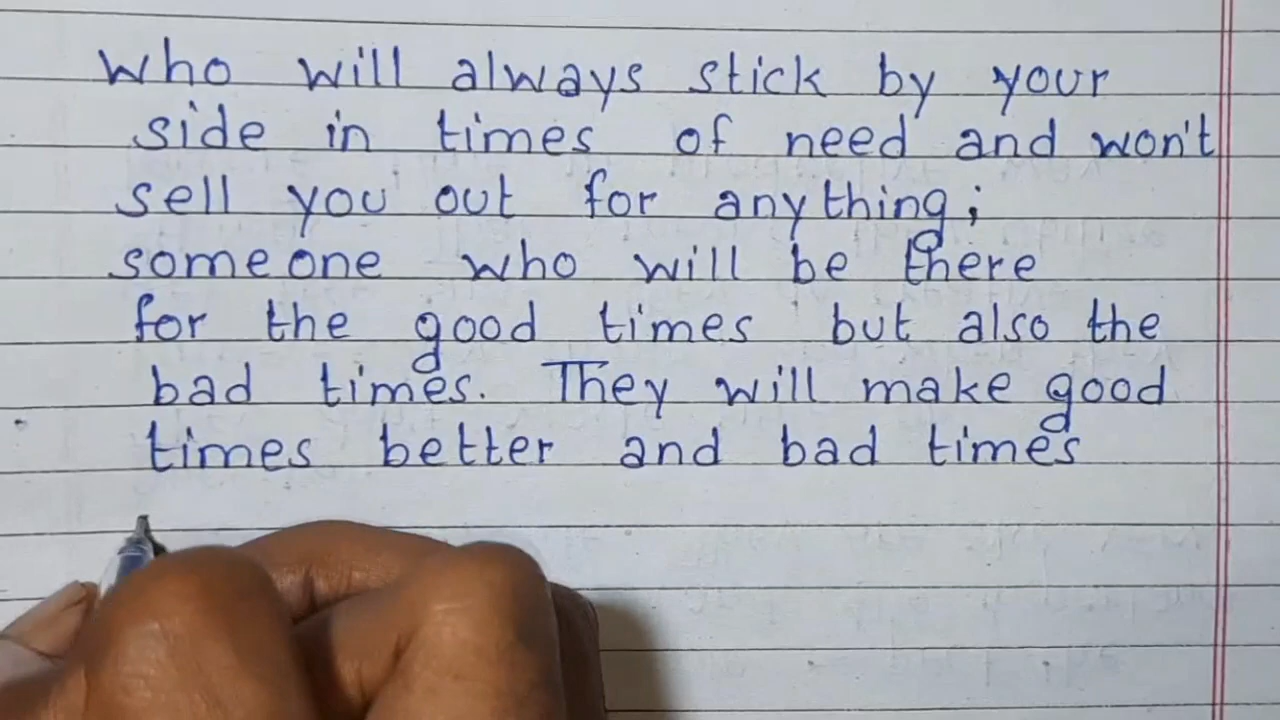 who will always stick by your
side in times of need and won't
sell you out for anything;
someone who will be there
for the good times but also the
bad times. They will make good
times better and bad times